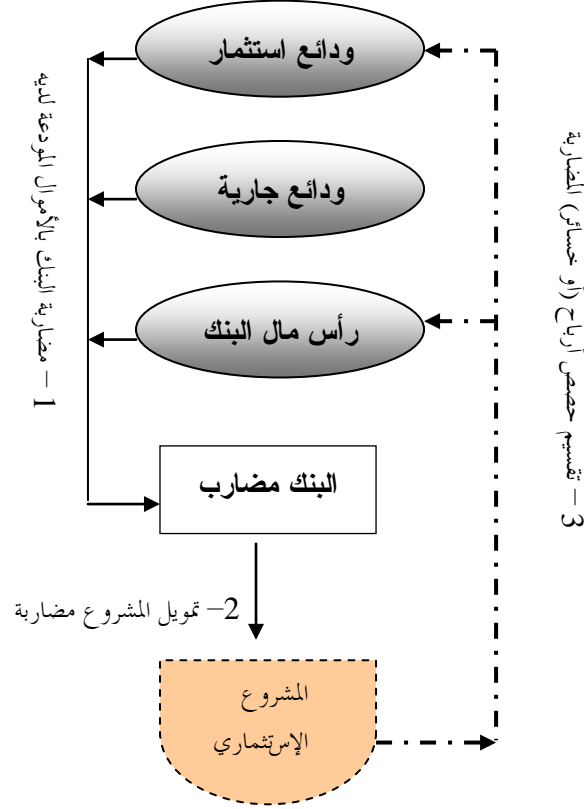 ودائع استثمار
ودائع جارية
رأس مال البنك
البنك مضارب
1 – مضاربة البنك بالأموال المودعة لديه
2– تمويل المشروع مضاربة
المشروع
الإستثماري
3 – تقسيم حصص أرباح (أو خسائر) المضاربة